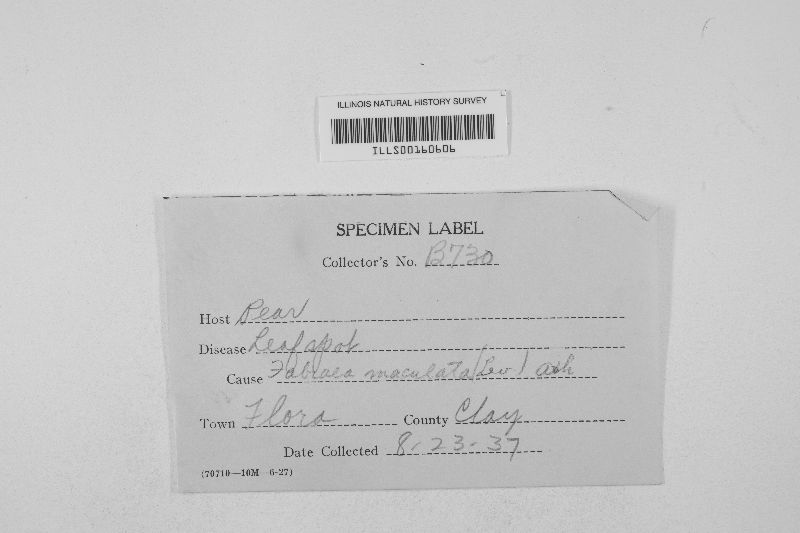 ILLINOIS NATURAL HISTORY SURVEY
ILLS00160606
SPECIMEN LABEL
Collector's No. B730
Host Pear
Disease Leaf spot
Cause Fabraea maculata (Lev.) Atk
Town Flora County Clay
Date Collected 8-23-37
(70710—10M—6-27)